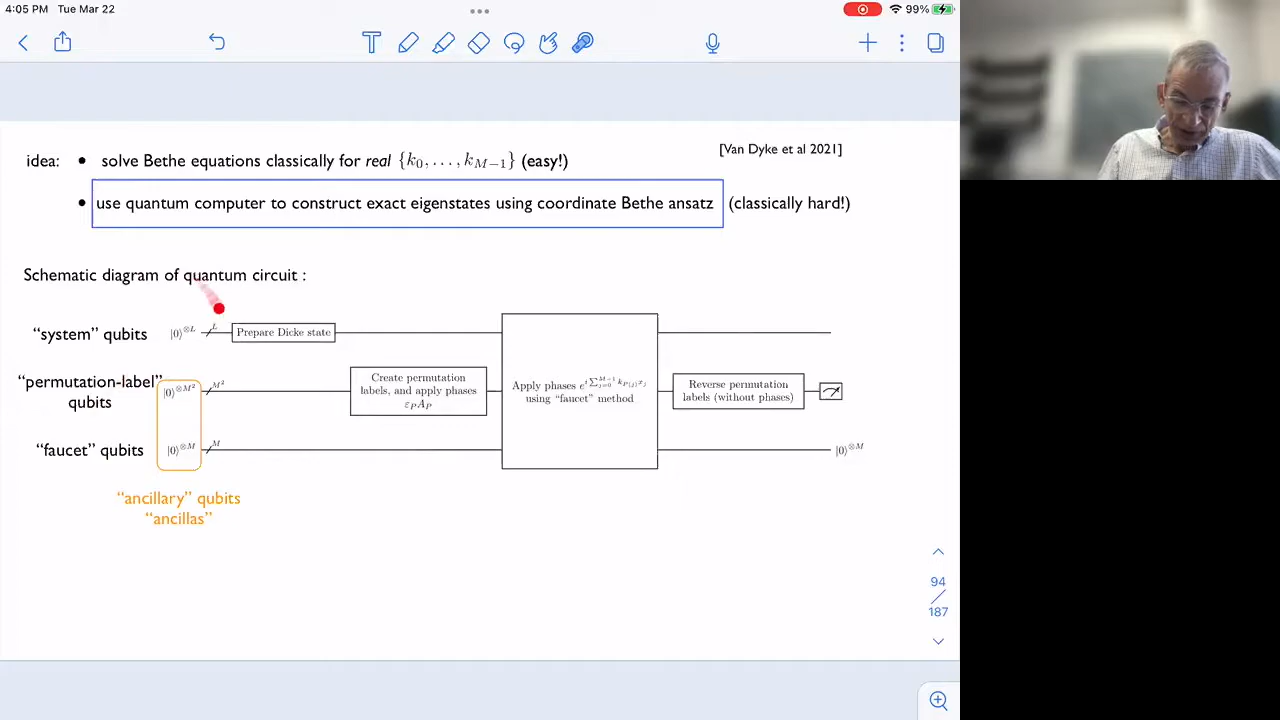 4:05 PM Tue Mar 22
99%
idea: • solve Bethe equations classically for real {k_0, . . . , k_{M−1}} (easy!) [Van Dyke et al 2021]
• use quantum computer to construct exact eigenstates using coordinate Bethe ansatz (classically hard!)
Schematic diagram of quantum circuit :
“system” qubits |0⟩^{⊗L} L Prepare Dicke state
“permutation-label” qubits |0⟩^{⊗M^2} M^2
Create permutation
labels, and apply phases
ε_P A_P
Apply phases e^{i ∑_{j=0}^{M−1} k_{P(j)} x_j}
using “faucet” method
Reverse permutation
labels (without phases)
“faucet” qubits |0⟩^{⊗M} M |0⟩^{⊗M}
“ancillary” qubits
“ancillas”
94
187